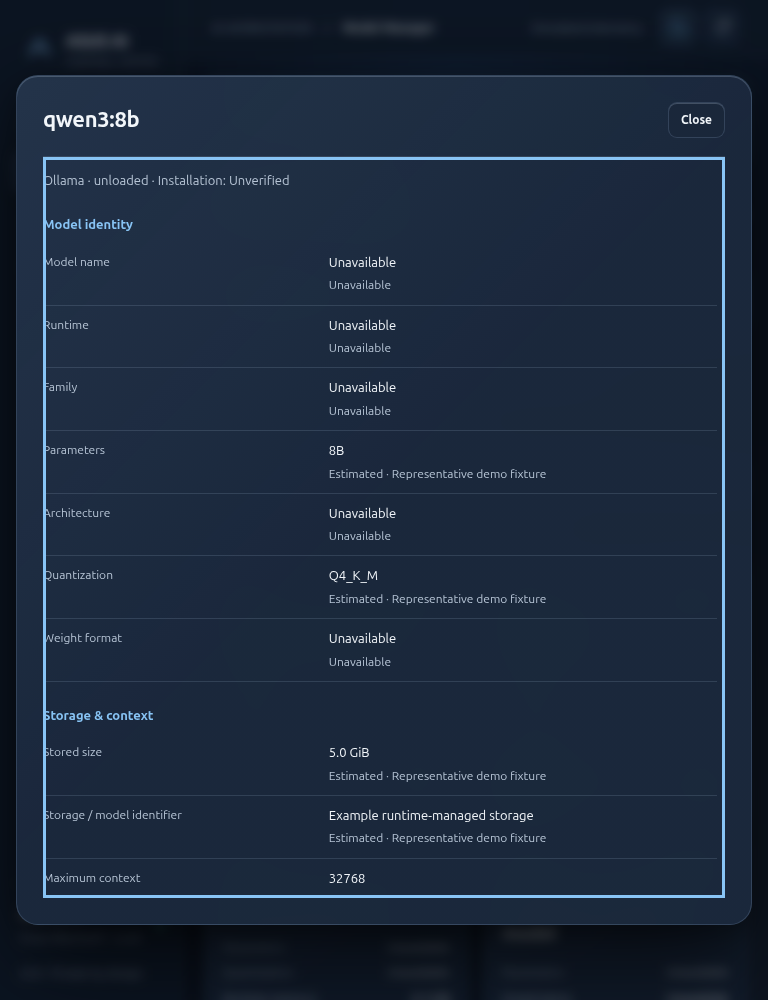 qwen3:8b
Close
Ollama · unloaded · Installation: Unverified
Model identity
Model name
Unavailable
Unavailable
Runtime
Unavailable
Unavailable
Family
Unavailable
Unavailable
Parameters
8B
Estimated · Representative demo fixture
Architecture
Unavailable
Unavailable
Quantization
Q4_K_M
Estimated · Representative demo fixture
Weight format
Unavailable
Unavailable
Storage & context
Stored size
5.0 GiB
Estimated · Representative demo fixture
Storage / model identifier
Example runtime-managed storage
Estimated · Representative demo fixture
Maximum context
32768